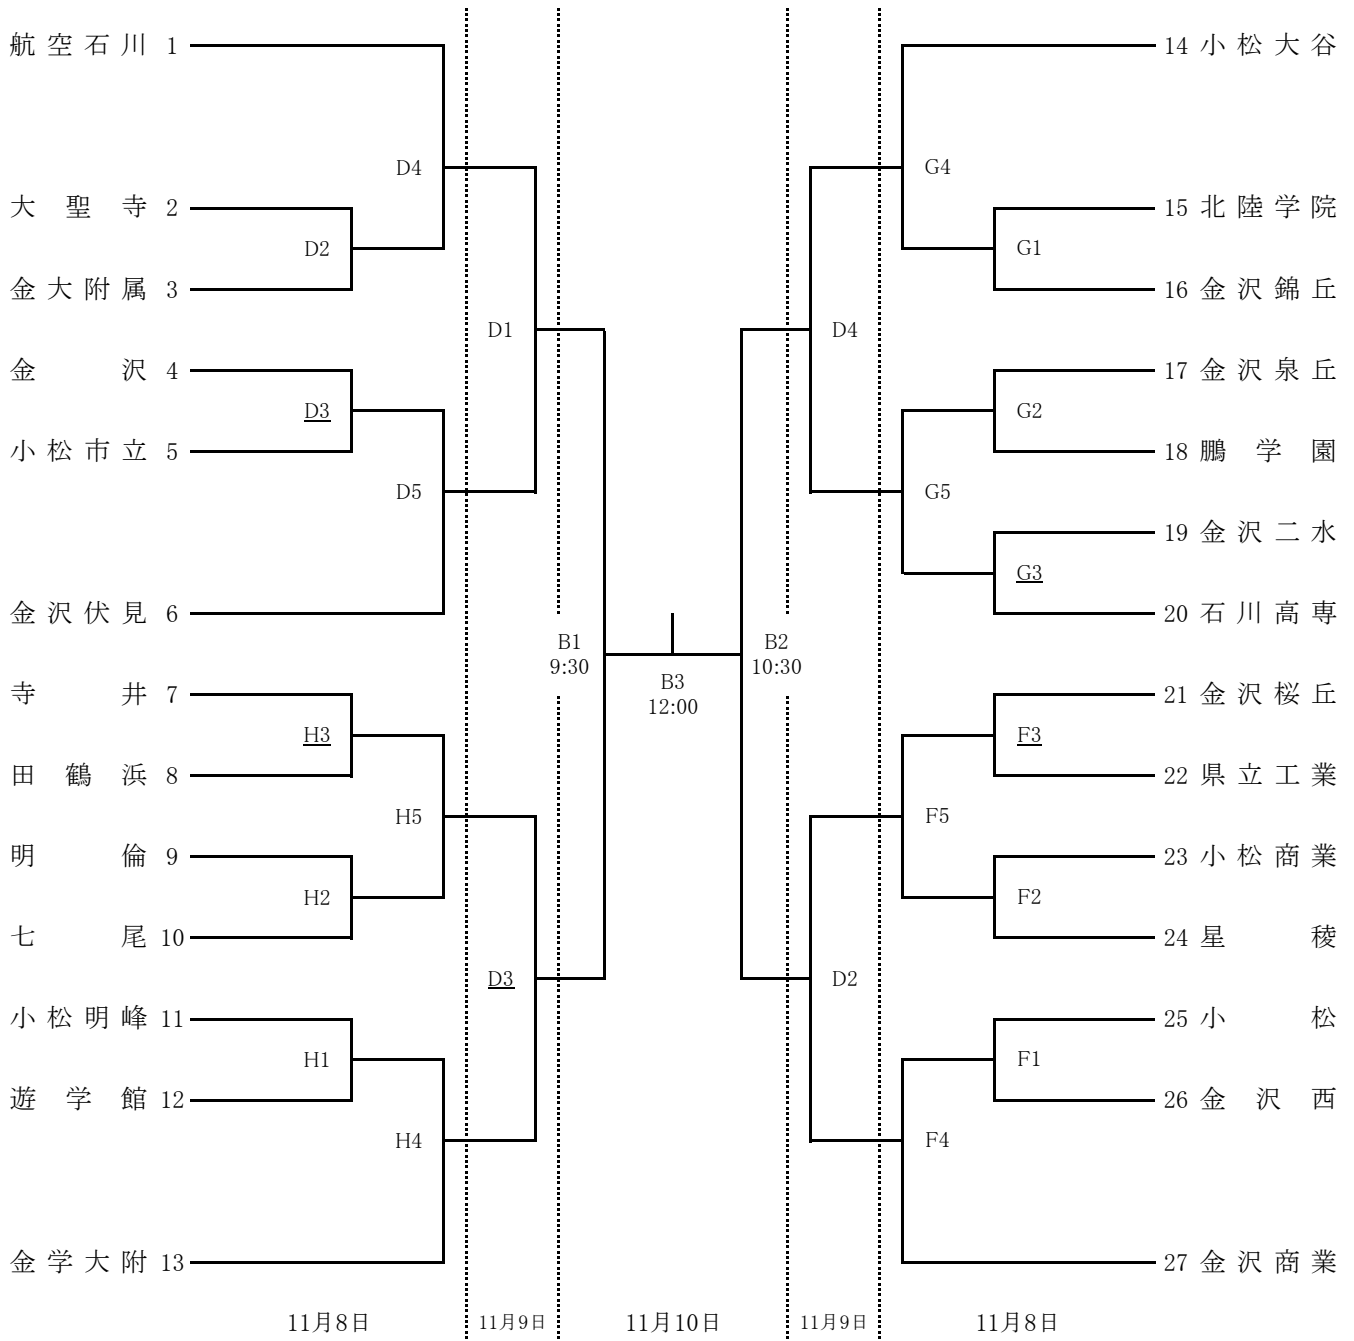 航空石川 1
D4
大聖寺 2
D2
金大附属 3
D1
金沢 4
D3
小松市立 5
D5
金沢伏見 6
寺井 7
H3
田鶴浜 8
H5
明倫 9
H2
七尾 10
D3
小松明峰 11
H1
遊学館 12
H4
金学大附 13
B1
9:30
B3
12:00
B2
10:30
14 小松大谷
G4
15 北陸学院
G1
16 金沢錦丘
D4
17 金沢泉丘
G2
18 鵬学園
G5
19 金沢二水
G3
20 石川高専
21 金沢桜丘
F3
22 県立工業
F5
23 小松商業
F2
24 星稜
D2
25 小松
F1
26 金沢西
F4
27 金沢商業
11月8日
11月9日
11月10日
11月9日
11月8日